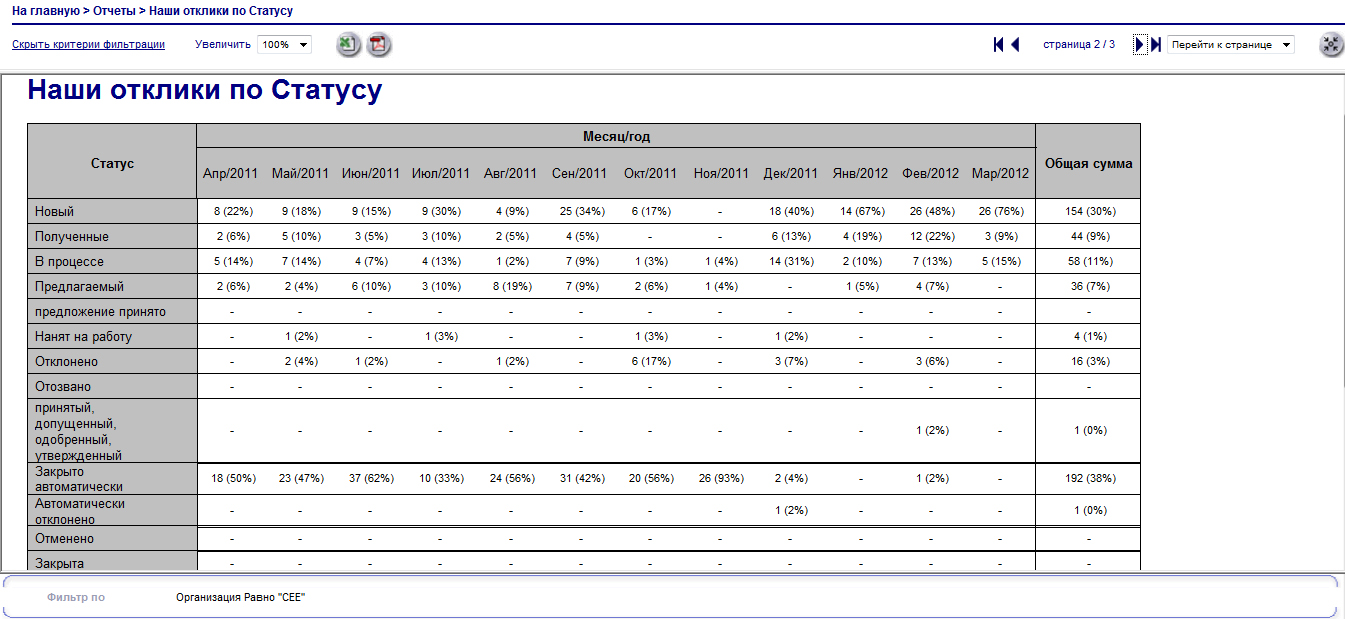 На главную > Отчеты > Наши отклики по Статусу
Скрыть критерии фильтрации Увеличить 100% страница 2 / 3 Перейти к странице
Наши отклики по Статусу
Статус Месяц/год Общая сумма
Апр/2011 Май/2011 Июн/2011 Июл/2011 Авг/2011 Сен/2011 Окт/2011 Ноя/2011 Дек/2011 Янв/2012 Фев/2012 Мар/2012
Новый 8 (22%) 9 (18%) 9 (15%) 9 (30%) 4 (9%) 25 (34%) 6 (17%) - 18 (40%) 14 (67%) 26 (48%) 26 (76%) 154 (30%)
Полученные 2 (6%) 5 (10%) 3 (5%) 3 (10%) 2 (5%) 4 (5%) - - 6 (13%) 4 (19%) 12 (22%) 3 (9%) 44 (9%)
В процессе 5 (14%) 7 (14%) 4 (7%) 4 (13%) 1 (2%) 7 (9%) 1 (3%) 1 (4%) 14 (31%) 2 (10%) 7 (13%) 5 (15%) 58 (11%)
Предлагаемый 2 (6%) 2 (4%) 6 (10%) 3 (10%) 8 (19%) 7 (9%) 2 (6%) 1 (4%) - 1 (5%) 4 (7%) - 36 (7%)
предложение принято - - - - - - - - - - - - -
Нанят на работу - 1 (2%) - 1 (3%) - - 1 (3%) - 1 (2%) - - - 4 (1%)
Отклонено - 2 (4%) 1 (2%) - 1 (2%) - 6 (17%) - 3 (7%) - 3 (6%) - 16 (3%)
Отозвано - - - - - - - - - - - - -
принятый,
допущенный,
одобренный,
утвержденный
- - - - - - - - - - 1 (2%) - 1 (0%)
Закрыто
автоматически
18 (50%) 23 (47%) 37 (62%) 10 (33%) 24 (56%) 31 (42%) 20 (56%) 26 (93%) 2 (4%) - 1 (2%) - 192 (38%)
Автоматически
отклонено
- - - - - - - - 1 (2%) - - - 1 (0%)
Отменено - - - - - - - - - - - - -
Закрыта - - - - - - - - - - - - -
Фильтр по Организация Равно "CEE"